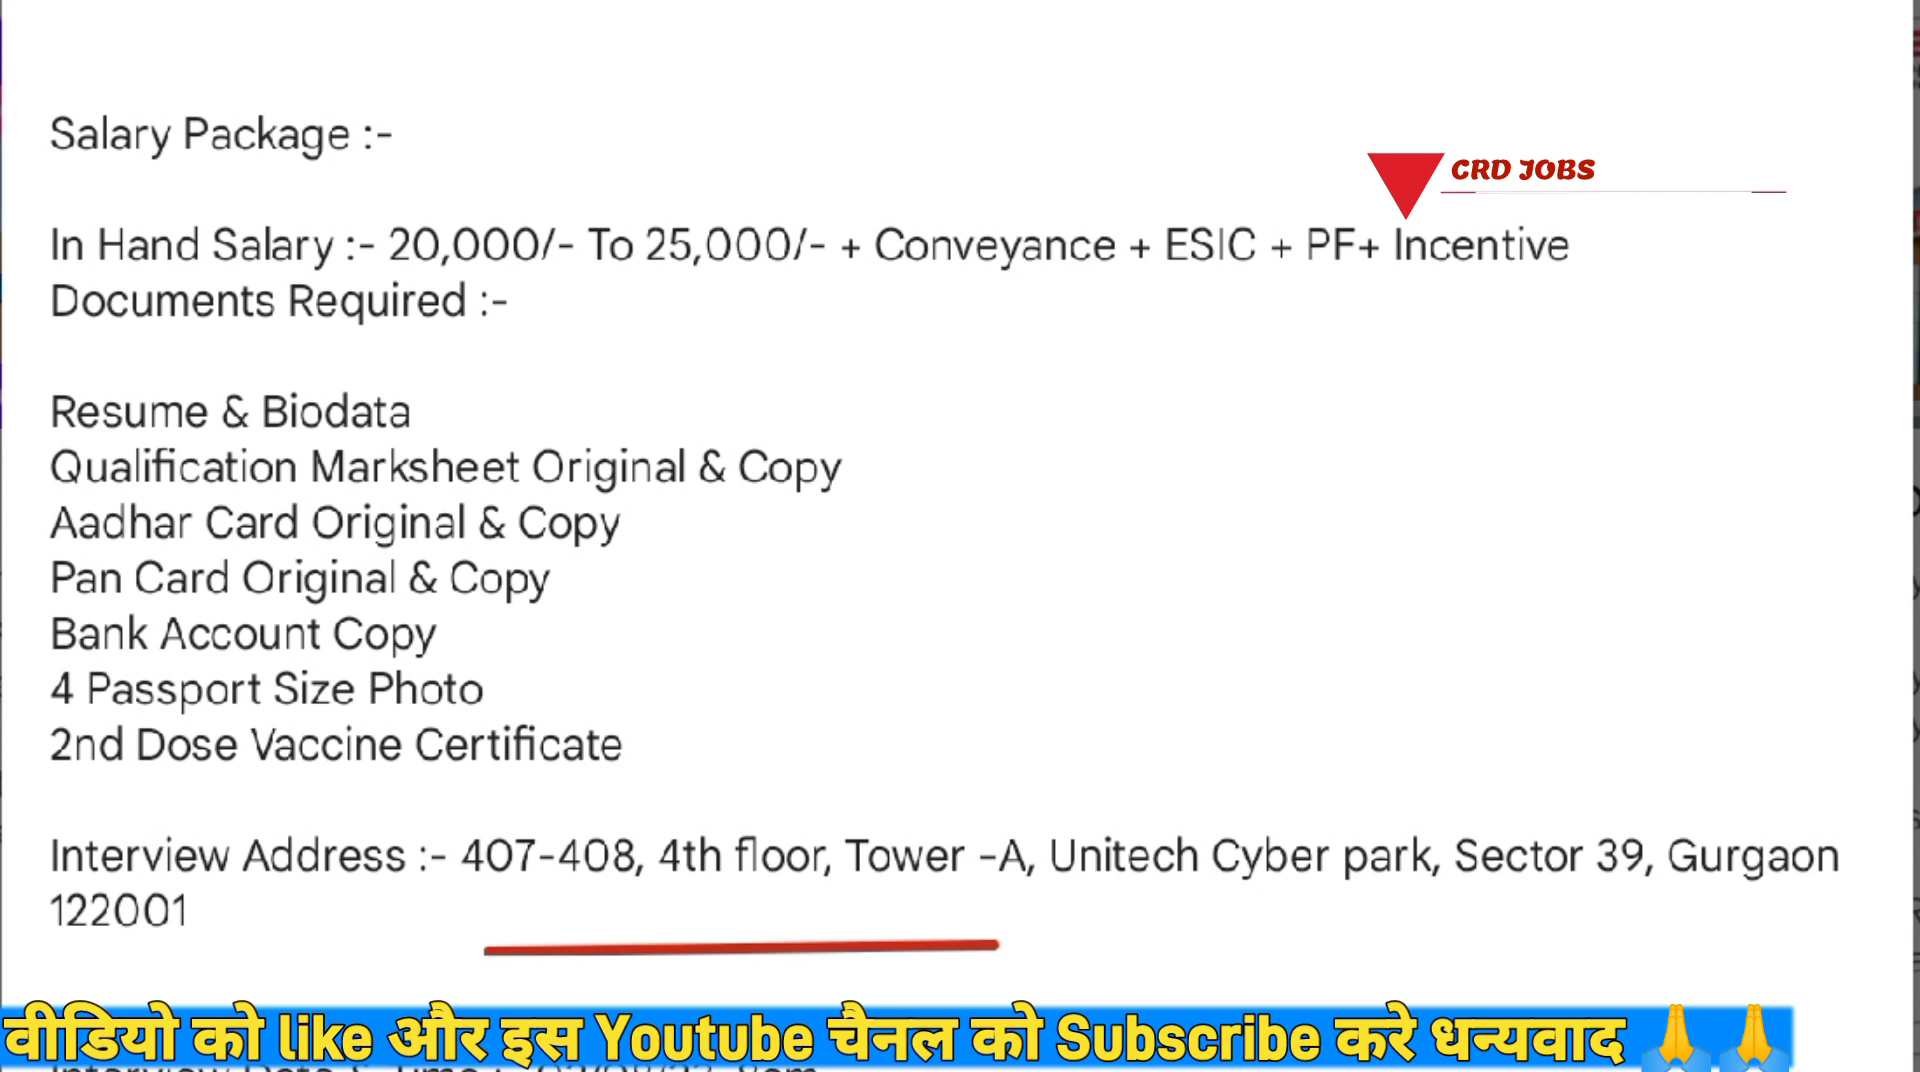 Salary Package :-
CRD JOBS
In Hand Salary :- 20,000/- To 25,000/- + Conveyance + ESIC + PF+ Incentive
Documents Required :-
Resume & Biodata
Qualification Marksheet Original & Copy
Aadhar Card Original & Copy
Pan Card Original & Copy
Bank Account Copy
4 Passport Size Photo
2nd Dose Vaccine Certificate
Interview Address :- 407-408, 4th floor, Tower -A, Unitech Cyber park, Sector 39, Gurgaon
122001
वीडियो को like और इस Youtube चैनल को Subscribe करे धन्यवाद 🙏 🙏